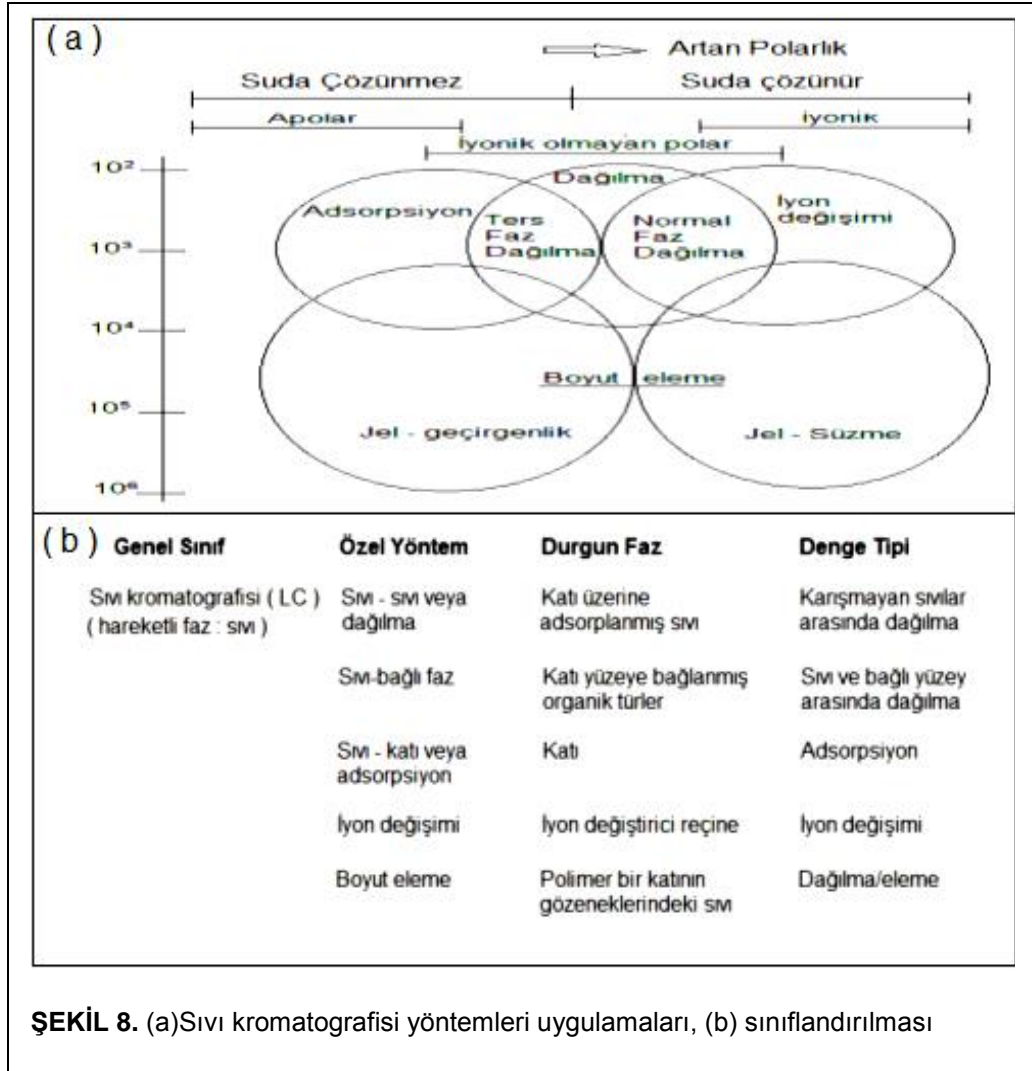 ( a )
Artan Polarlık
Suda Çözünmez Suda çözünür
Apolar iyonik
İyonik olmayan polar
10²
Dağılma
Adsorpsiyon
İyon
değişimi
Ters
Faz
Dağılma
Normal
Faz
Dağılma
10³
10⁴
Boyut eleme
10⁵
Jel - geçirgenlik Jel - Süzme
10⁶
( b ) Genel Sınıf Özel Yöntem Durgun Faz Denge Tipi
Sıvı kromatografisi ( LC ) Sıvı - sıvı veya Katı üzerine Karışmayan sıvılar
( hareketli faz : sıvı ) dağılma adsorplanmış sıvı arasında dağılma
Sıvı-bağlı faz Katı yüzeye bağlanmış Sıvı ve bağlı yüzey
organik türler arasında dağılma
Sıvı - katı veya Katı Adsorpsiyon
adsorpsiyon
İyon değişimi İyon değiştirici reçine İyon değişimi
Boyut eleme Polimer bir katının Dağılma/eleme
gözeneklerindeki sıvı
ŞEKİL 8. (a)Sıvı kromatografisi yöntemleri uygulamaları, (b) sınıflandırılması